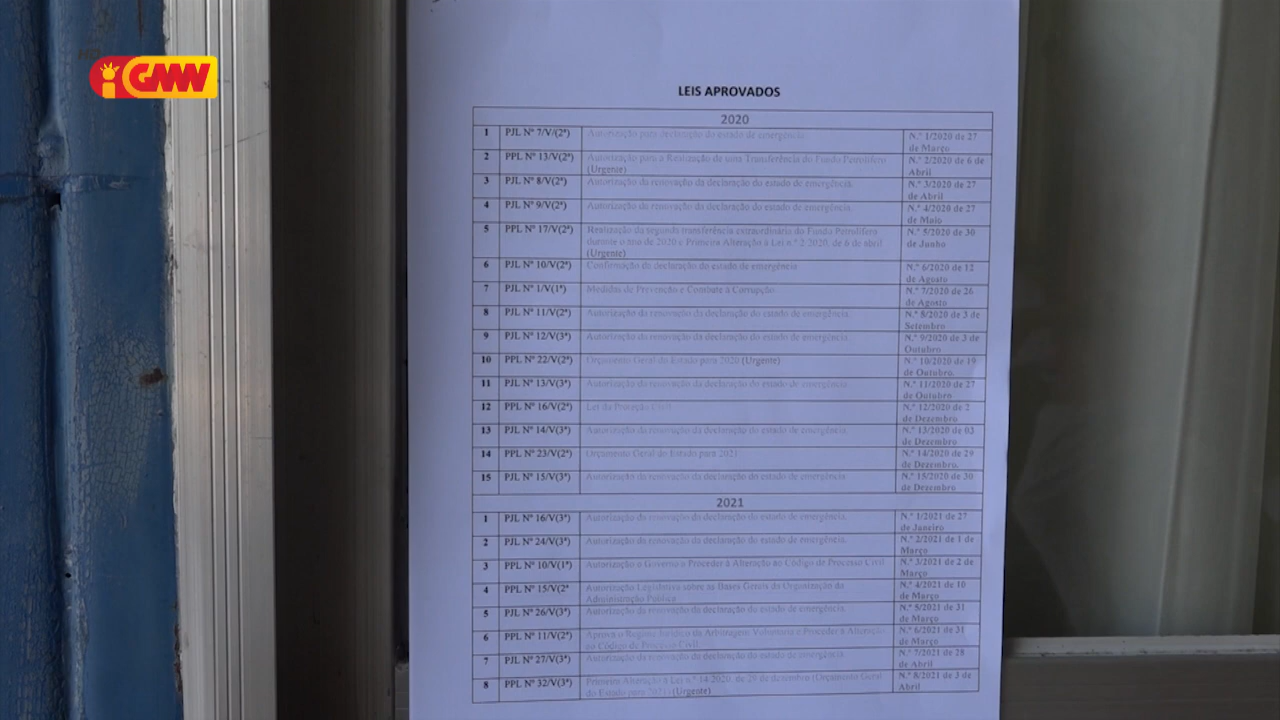 GMN
LEIS APROVADOS
2020
1 PJL Nº 7/V/(2ª) Autorização para declaração do estado de emergência N.º 1/2020 de 27
de Março
2 PPL Nº 13/V(2ª) Autorização para a Realização de uma Transferência do Fundo Petrolífero N.º 2/2020 de 6 de
(Urgente) Abril
3 PJL Nº 8/V(2ª) Autorização da renovação da declaração do estado de emergência. N.º 3/2020 de 27
de Abril
4 PJL Nº 9/V(2ª) Autorização da renovação da declaração do estado de emergência. N.º 4/2020 de 27
de Maio
5 PPL Nº 17/V(2ª) Realização da segunda transferência extraordinária do Fundo Petrolífero N.º 5/2020 de 30
durante o ano de 2020 e Primeira Alteração à Lei n.º 2/2020, de 6 de abril de Junho
(Urgente)
6 PJL Nº 10/V(2ª) Confirmação da declaração do estado de emergência N.º 6/2020 de 12
de Agosto
7 PJL Nº 1/V(1ª) Medidas de Prevenção e Combate à Corrupção. N.º 7/2020 de 26
de Agosto
8 PJL Nº 11/V(2ª) Autorização da renovação da declaração do estado de emergência. N.º 8/2020 de 3 de
Setembro
9 PJL Nº 12/V(3ª) Autorização da renovação da declaração do estado de emergência N.º 9/2020 de 3 de
Outubro
10 PPL Nº 22/V(2ª) Orçamento Geral do Estado para 2020 (Urgente) N.º 10/2020 de 19
de Outubro.
11 PJL Nº 13/V(3ª) Autorização da renovação da declaração do estado de emergência N.º 11/2020 de 27
de Outubro
12 PPL Nº 16/V(2ª) Lei da Proteção Civil N.º 12/2020 de 2
de Dezembro
13 PJL Nº 14/V(3ª) Autorização da renovação da declaração do estado de emergência. N.º 13/2020 de 03
de Dezembro
14 PPL Nº 23/V(2ª) Orçamento Geral do Estado para 2021 N.º 14/2020 de 29
de Dezembro.
15 PJL Nº 15/V(3ª) Autorização da renovação da declaração do estado de emergência N.º 15/2020 de 30
de Dezembro
2021
1 PJL Nº 16/V(3ª) Autorização da renovação da declaração do estado de emergência. N.º 1/2021 de 27
de Janeiro
2 PJL Nº 24/V(3ª) Autorização da renovação da declaração do estado de emergência. N.º 2/2021 de 1 de
Março
3 PPL Nº 10/V(1ª) Autorização o Governo a Proceder à Alteração ao Código de Processo Civil N.º 3/2021 de 2 de
Março
4 PPL Nº 15/V(2ª Autorização Legislativa sobre as Bases Gerais da Organização da N.º 4/2021 de 10
Administração Pública de Março
5 PJL Nº 26/V(3ª) Autorização da renovação da declaração do estado de emergência. N.º 5/2021 de 31
de Março
6 PPL Nº 11/V(2ª) Aprova o Regime Jurídico da Arbitragem Voluntária e Proceder à Alteração N.º 6/2021 de 31
ao Código de Processo Civil de Março
7 PJL Nº 27/V(3ª) Autorização da renovação da declaração do estado de emergência. N.º 7/2021 de 28
de Abril
8 PPL Nº 32/V(3ª) Primeira Alteração à Lei n.º 14/2020, de 29 de dezembro (Orçamento Geral N.º 8/2021 de 3 de
do Estado para 2021) (Urgente) Abril